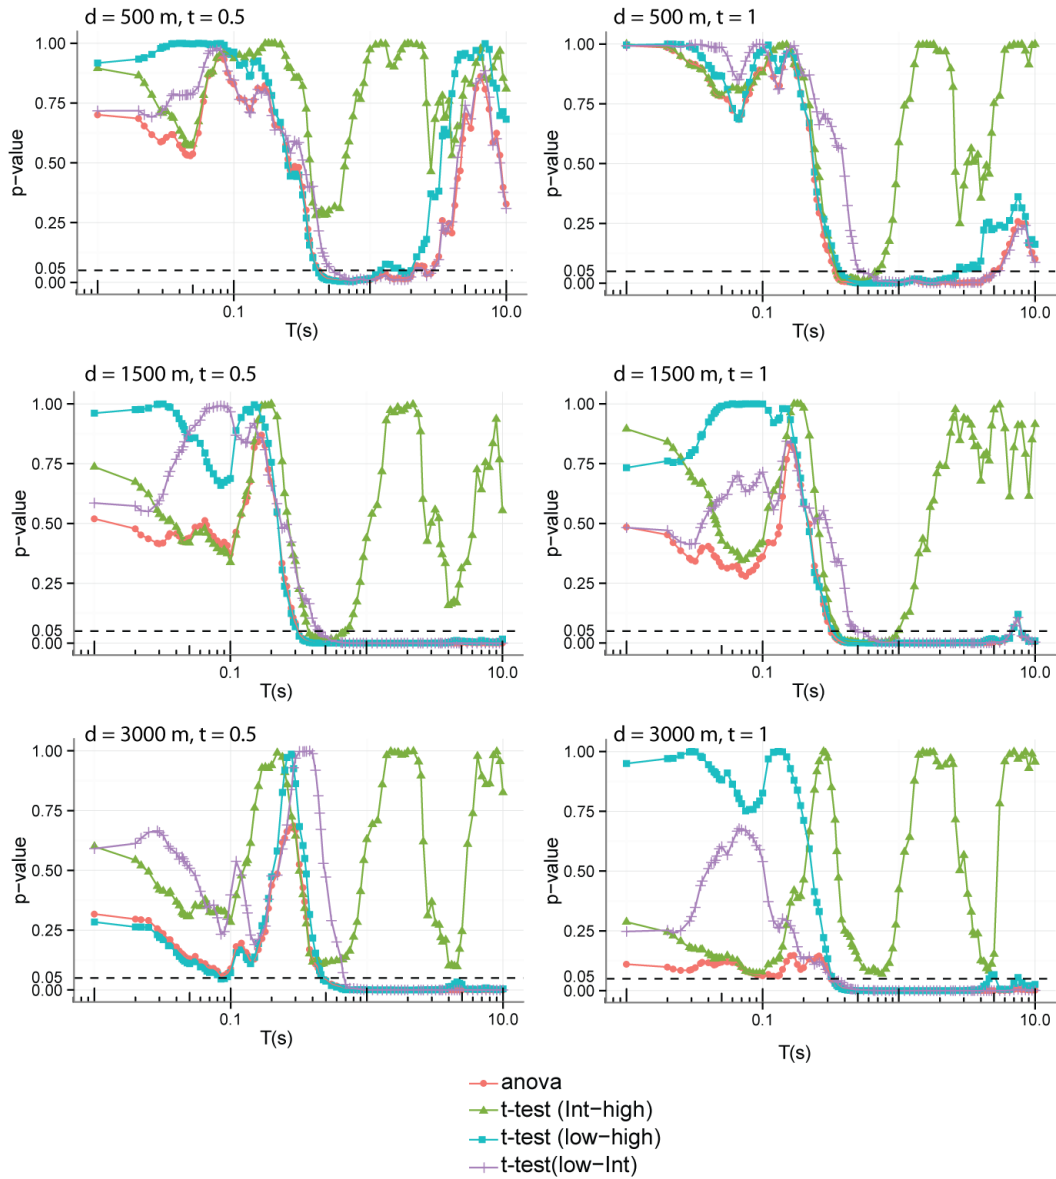 d = 500 m, t = 0.5
d = 500 m, t = 1
1.00
0.75
0.50
0.25
0.05
0.00
p−value
0.1
10.0
T(s)
1.00
0.75
0.50
0.25
0.05
0.00
p−value
0.1
10.0
T(s)
d = 1500 m, t = 0.5
d = 1500 m, t = 1
1.00
0.75
0.50
0.25
0.05
0.00
p−value
0.1
10.0
T(s)
1.00
0.75
0.50
0.25
0.05
0.00
p−value
0.1
10.0
T(s)
d = 3000 m, t = 0.5
d = 3000 m, t = 1
1.00
0.75
0.50
0.25
0.05
0.00
p−value
0.1
10.0
T(s)
1.00
0.75
0.50
0.25
0.05
0.00
p−value
0.1
10.0
T(s)
anova
t-test (Int−high)
t-test (low−high)
t-test(low−Int)